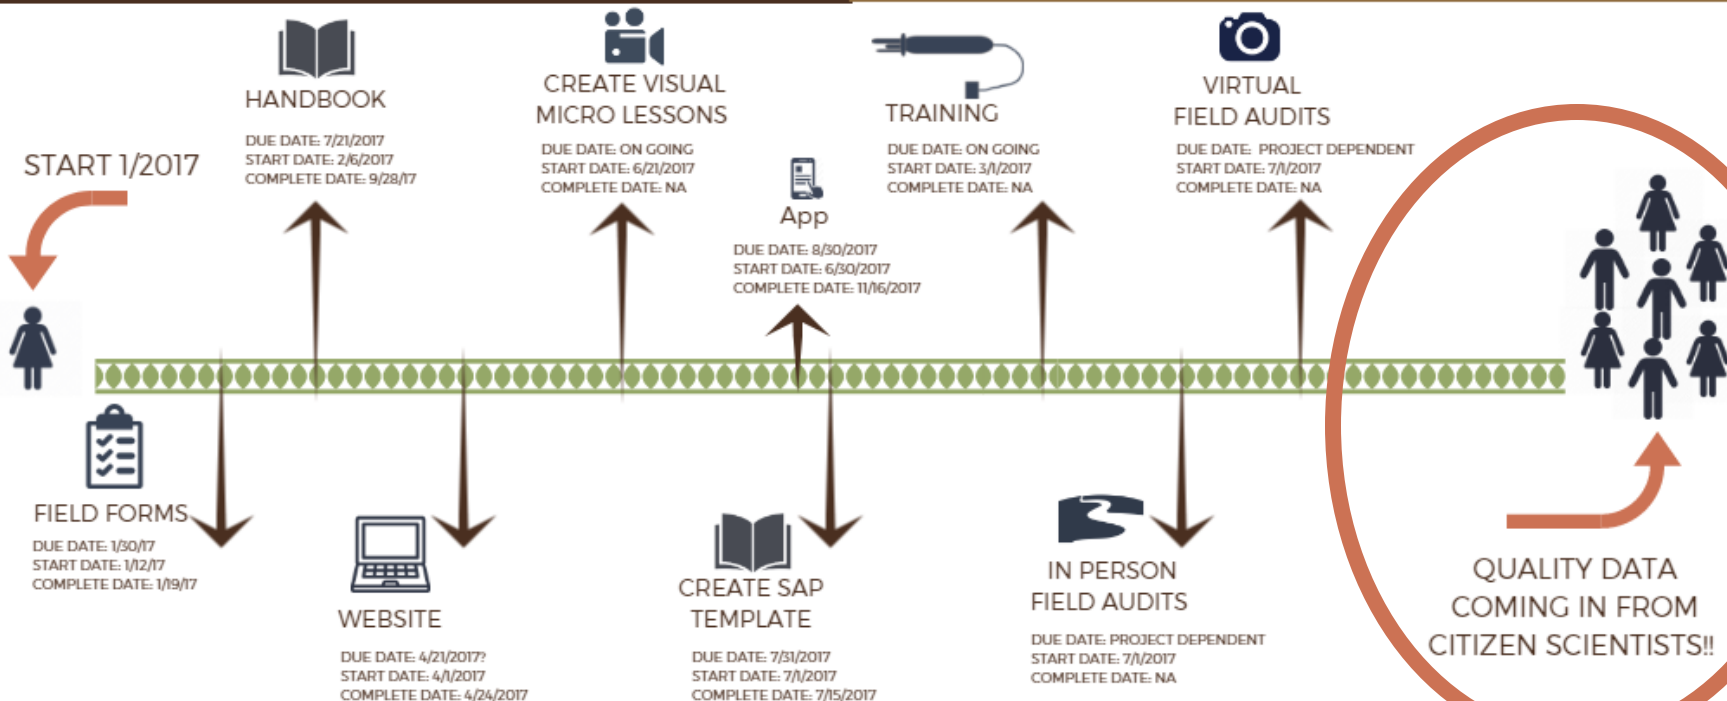 START 1/2017
HANDBOOK
DUE DATE: 7/21/2017
START DATE: 2/6/2017
COMPLETE DATE: 9/28/17
CREATE VISUAL
MICRO LESSONS
DUE DATE: ON GOING
START DATE: 6/21/2017
COMPLETE DATE: NA
App
DUE DATE: 8/30/2017
START DATE: 6/30/2017
COMPLETE DATE: 11/16/2017
TRAINING
DUE DATE: ON GOING
START DATE: 3/1/2017
COMPLETE DATE: NA
VIRTUAL
FIELD AUDITS
DUE DATE: PROJECT DEPENDENT
START DATE: 7/1/2017
COMPLETE DATE: NA
FIELD FORMS
DUE DATE: 1/30/17
START DATE: 1/12/17
COMPLETE DATE: 1/19/17
WEBSITE
DUE DATE: 4/21/2017?
START DATE: 4/1/2017
COMPLETE DATE: 4/24/2017
CREATE SAP
TEMPLATE
DUE DATE: 7/31/2017
START DATE: 7/1/2017
COMPLETE DATE: 7/15/2017
IN PERSON
FIELD AUDITS
DUE DATE: PROJECT DEPENDENT
START DATE: 7/1/2017
COMPLETE DATE: NA
QUALITY DATA
COMING IN FROM
CITIZEN SCIENTISTS!!